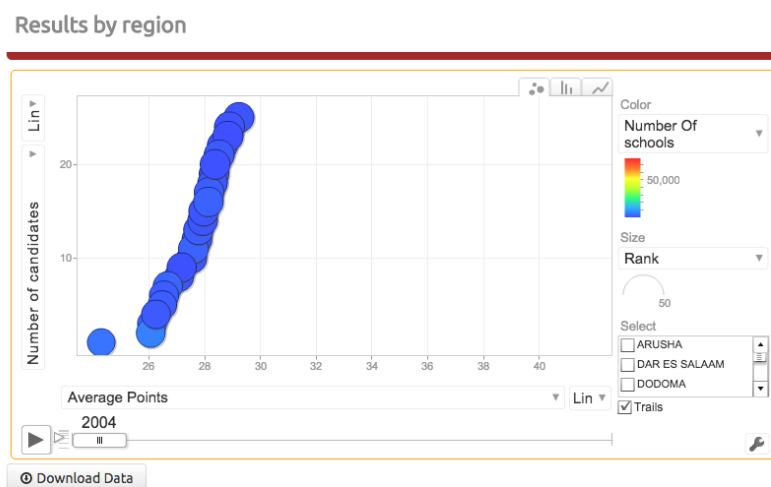 Results by region
Lin
Number of candidates
20
10
26
28
30
32
34
36
38
40
Average Points
Lin
2004
Color
Number Of
schools
50,000
Size
Rank
50
Select
ARUSHA
DAR ES SALAAM
DODOMA
Trails
Download Data